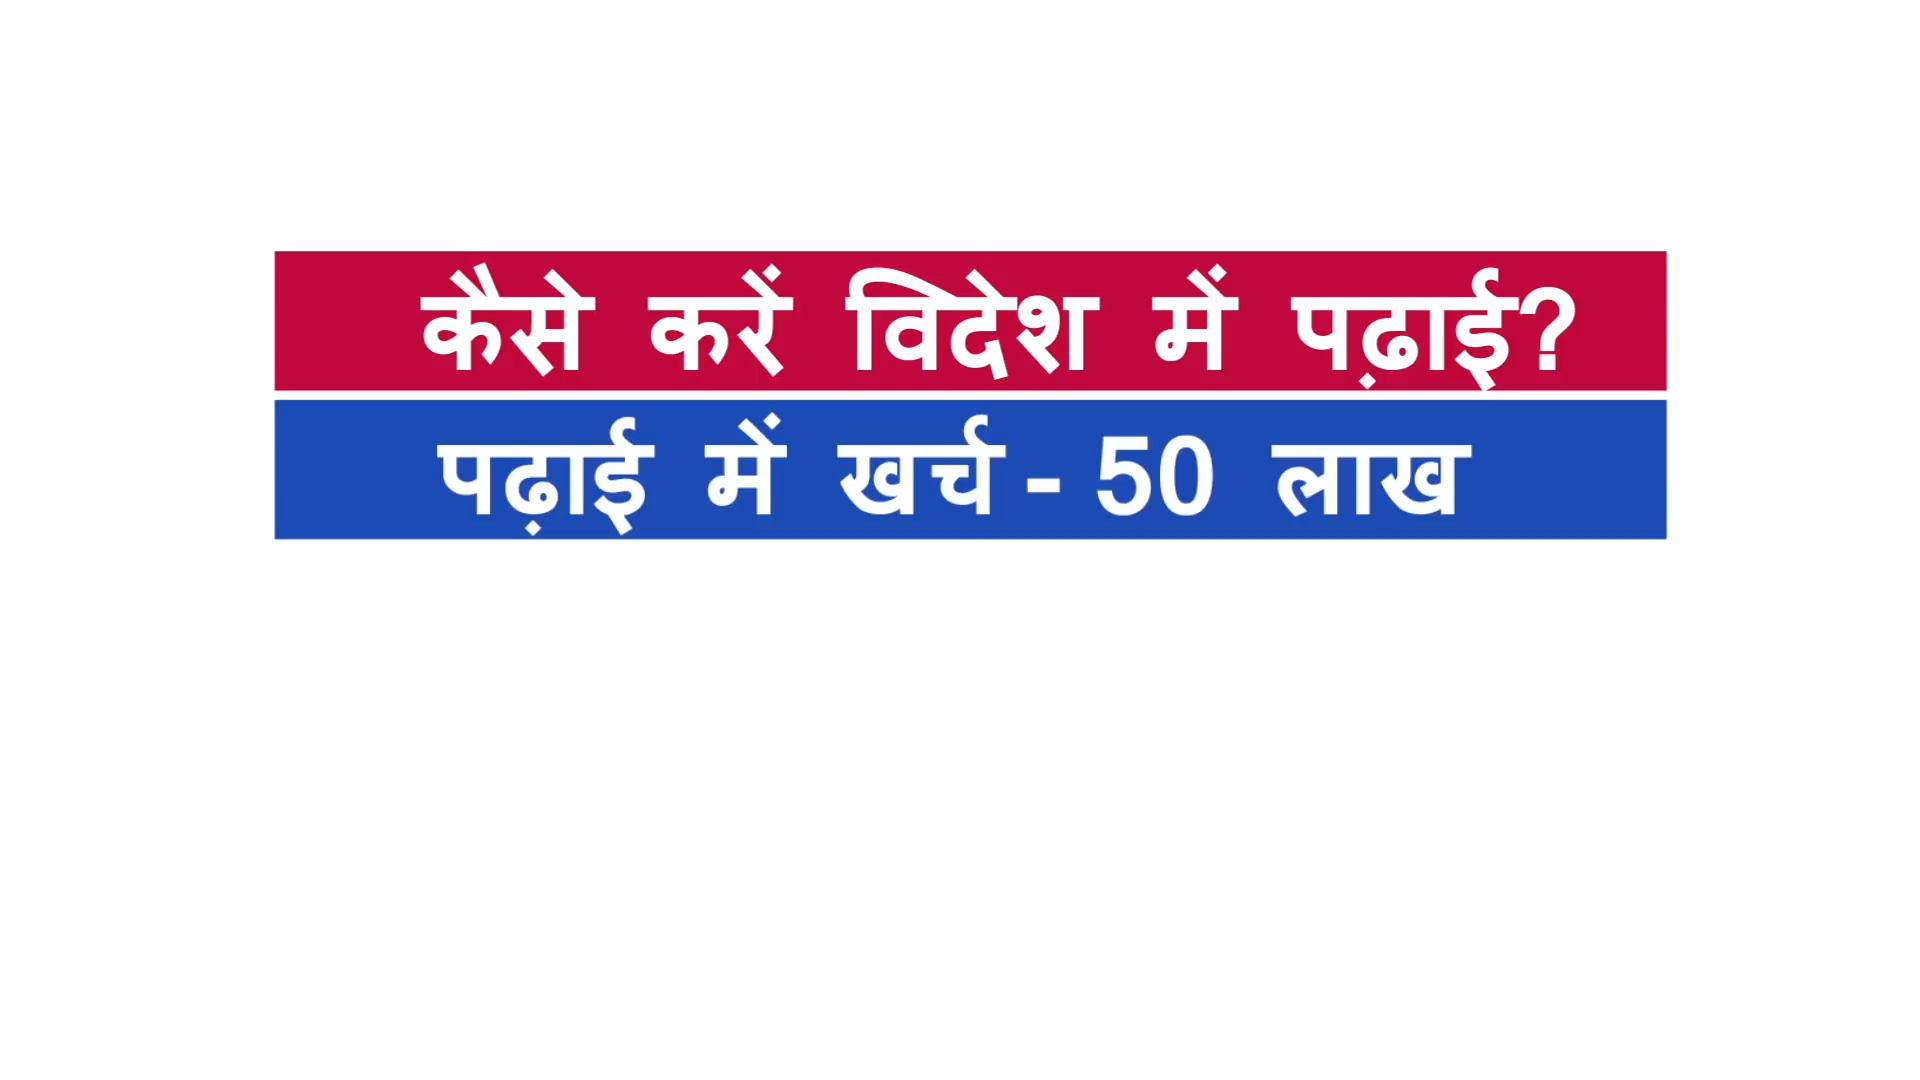 कैसे करें विदेश में पढ़ाई?
पढ़ाई में खर्च - 50 लाख